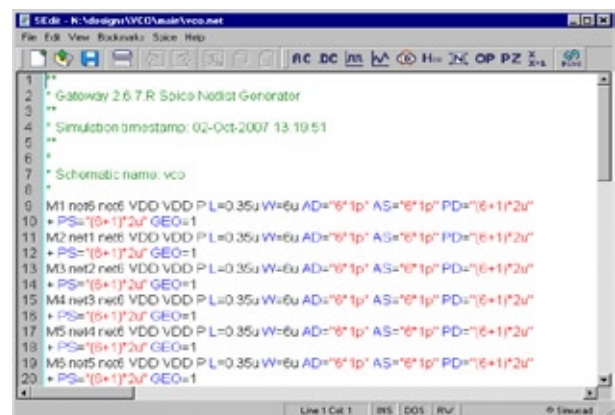 SEdit - N:\designs\VCO\main\vco.net
File Edit View Bookmarks Spice Help
AC DC OP PZ
1 **
2 * Gateway 2.6.7.R Spice Netlist Generator
3 **
4 * Simulation timestamp: 02-Oct-2007 13:19:51
5 **
6 *
7 * Schematic name: vco
8 *
9 M1 net6 net6 VDD VDD P L=0.35u W=6u AD="6*1p" AS="6*1p" PD="(6+1)*2u"
10 + PS="(6+1)*2u" GEO=1
11 M2 net1 net6 VDD VDD P L=0.35u W=6u AD="6*1p" AS="6*1p" PD="(6+1)*2u"
12 + PS="(6+1)*2u" GEO=1
13 M3 net2 net6 VDD VDD P L=0.35u W=6u AD="6*1p" AS="6*1p" PD="(6+1)*2u"
14 + PS="(6+1)*2u" GEO=1
15 M4 net3 net6 VDD VDD P L=0.35u W=6u AD="6*1p" AS="6*1p" PD="(6+1)*2u"
16 + PS="(6+1)*2u" GEO=1
17 M5 net4 net6 VDD VDD P L=0.35u W=6u AD="6*1p" AS="6*1p" PD="(6+1)*2u"
18 + PS="(6+1)*2u" GEO=1
19 M6 net5 net6 VDD VDD P L=0.35u W=6u AD="6*1p" AS="6*1p" PD="(6+1)*2u"
20 + PS="(6+1)*2u" GEO=1
Line 1 Col 1 INS DOS RW © Simucad